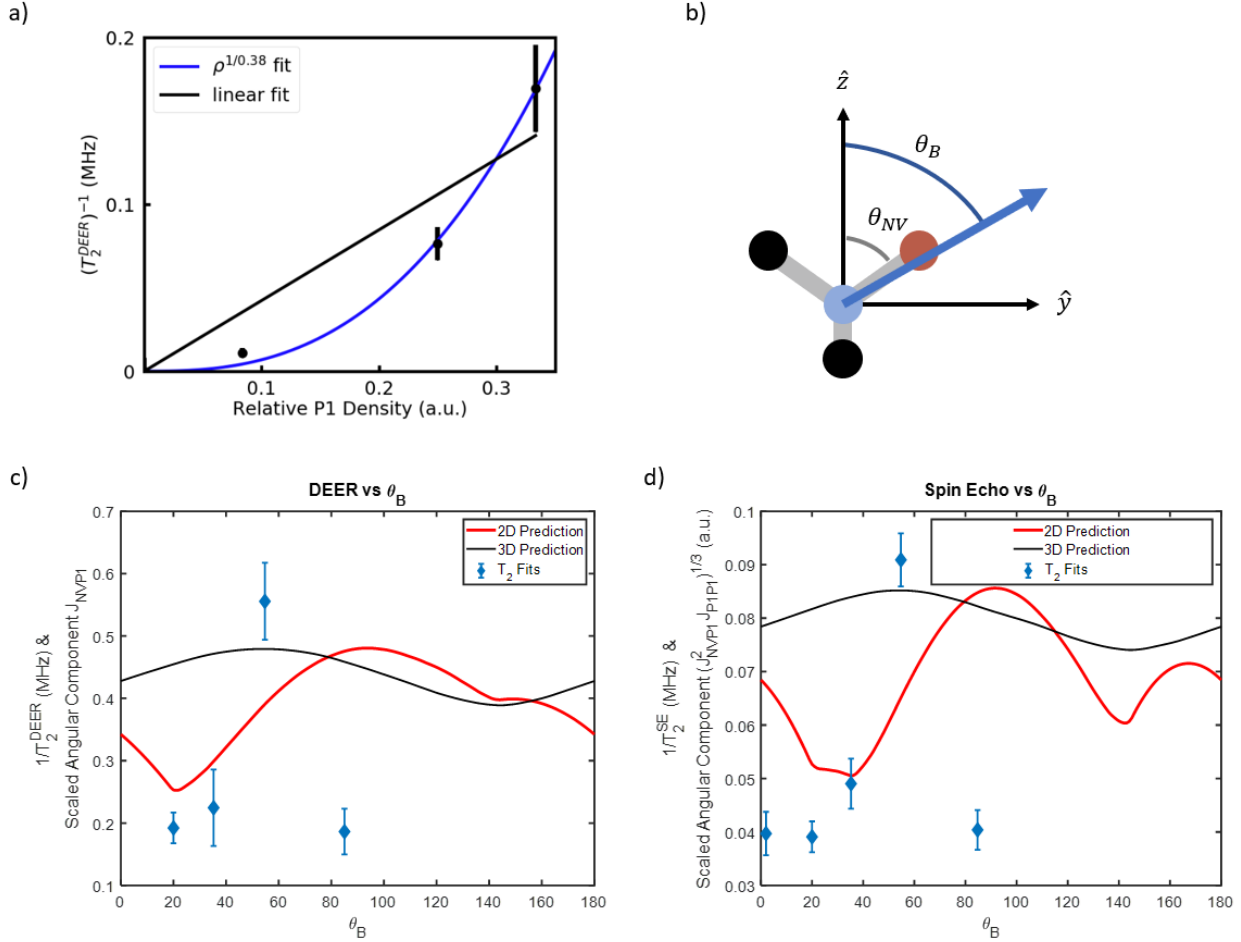 a)
0.2
0.1
0
0.1
0.2
0.3
ρ^{1/0.38} fit
linear fit
(T_2^{DEER})^{-1} (MHz)
Relative P1 Density (a.u.)
b)
ẑ
θ_B
θ_{NV}
ŷ
c)
DEER vs θ_B
2D Prediction
3D Prediction
T_2 Fits
1/T_2^{DEER} (MHz) &
Scaled Angular Component J_{NVP1}
0.7
0.6
0.5
0.4
0.3
0.2
0.1
0 20 40 60 80 100 120 140 160 180
θ_B
d)
Spin Echo vs θ_B
2D Prediction
3D Prediction
T_2 Fits
1/T_2^{SE} (MHz) &
Scaled Angular Component (J_{NVP1}^2 J_{P1P1})^{1/3} (a.u.)
0.1
0.09
0.08
0.07
0.06
0.05
0.04
0.03
0 20 40 60 80 100 120 140 160 180
θ_B